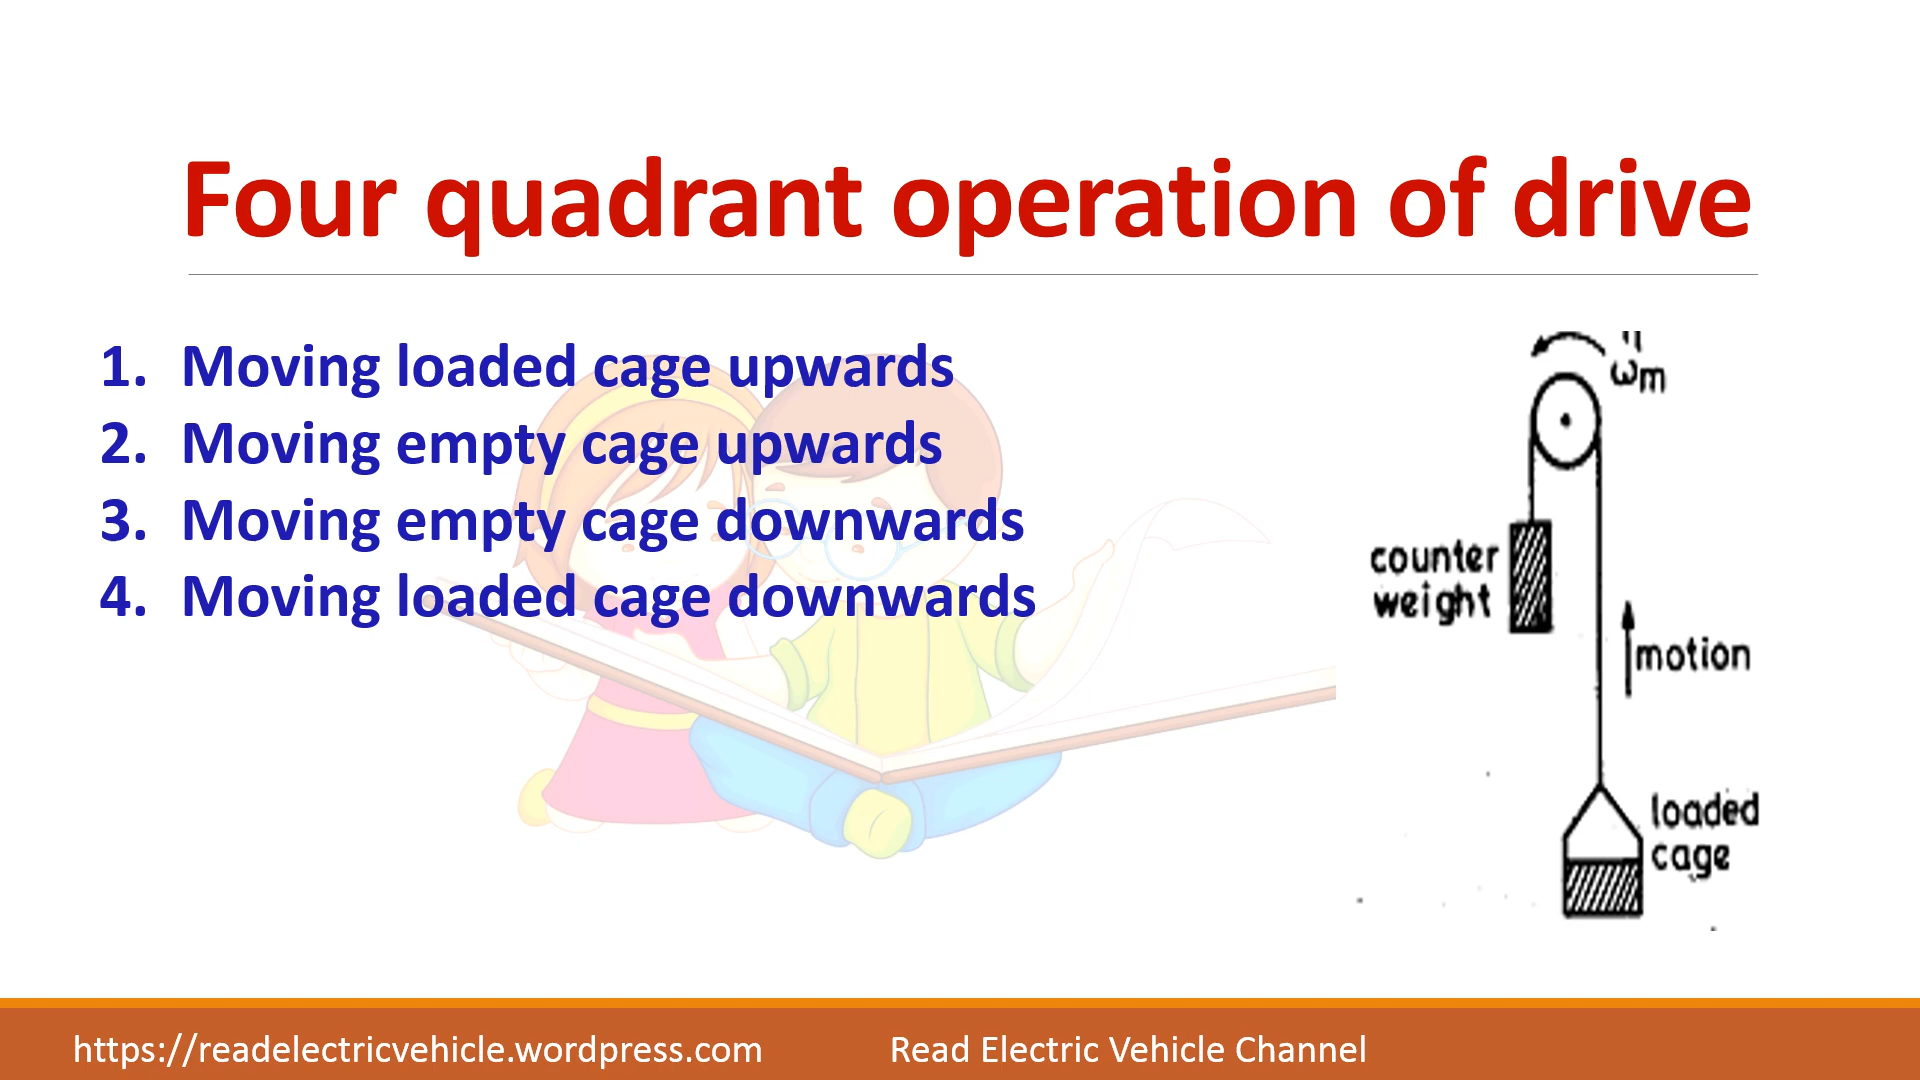 Four quadrant operation of drive
1. Moving loaded cage upwards
2. Moving empty cage upwards
3. Moving empty cage downwards
4. Moving loaded cage downwards
ωm
counter
weight
motion
loaded
cage
https://readelectricvehicle.wordpress.com
Read Electric Vehicle Channel